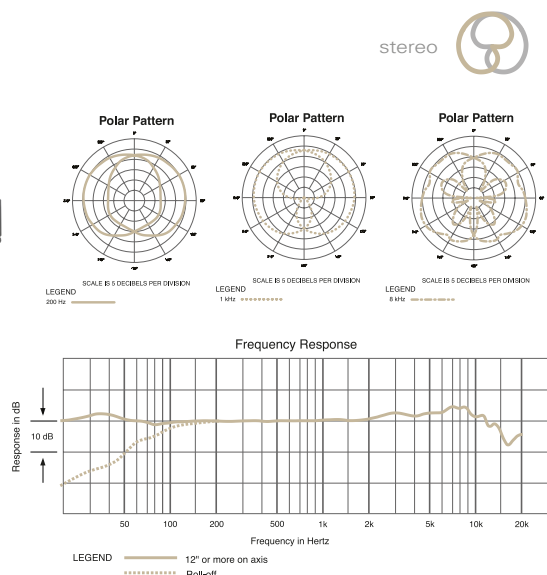 stereo
Polar Pattern
Polar Pattern
Polar Pattern
SCALE IS 5 DECIBELS PER DIVISION
SCALE IS 5 DECIBELS PER DIVISION
SCALE IS 5 DECIBELS PER DIVISION
LEGEND
200 Hz
LEGEND
1 kHz
LEGEND
8 kHz
Frequency Response
Response in dB
10 dB
50 100 200 500 1k 2k 5k 10k 20k
Frequency in Hertz
LEGEND 12" or more on axis
Roll-off